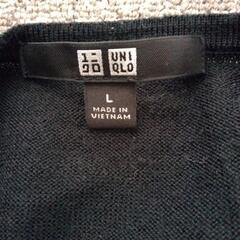 ユニ UNI
クロ QLO
L
MADE IN
VIETNAM